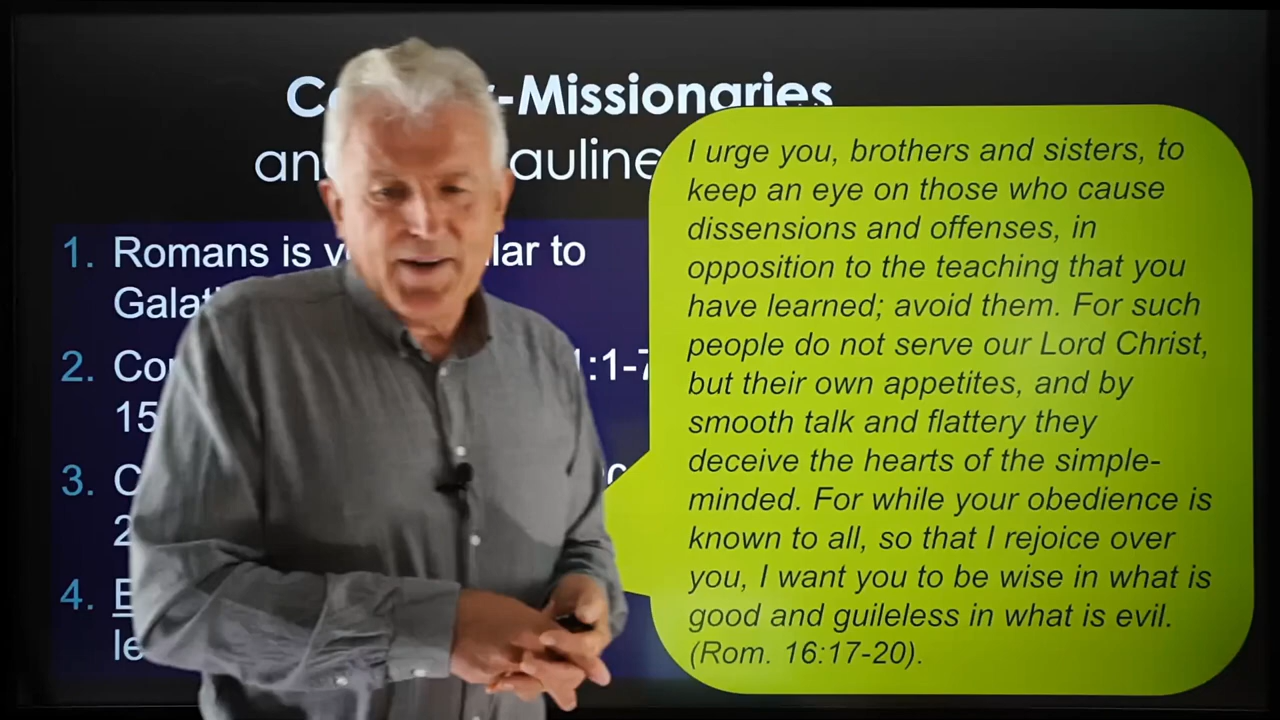 -Missionaries
an auline
1. Romans is lar to
2. 1:1-7
15
3.
4.
le
I urge you, brothers and sisters, to
keep an eye on those who cause
dissensions and offenses, in
opposition to the teaching that you
have learned; avoid them. For such
people do not serve our Lord Christ,
but their own appetites, and by
smooth talk and flattery they
deceive the hearts of the simple-
minded. For while your obedience is
known to all, so that I rejoice over
you, I want you to be wise in what is
good and guileless in what is evil.
(Rom. 16:17-20).